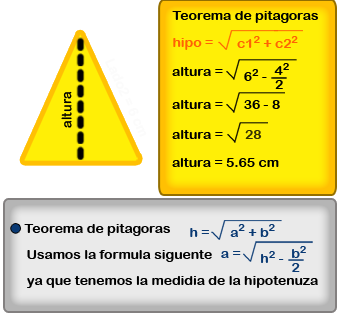 altura
Teorema de pitagoras
hipo = √c1² + c2²
altura = √6² - 4²/2
altura = √36 - 8
altura = √28
altura = 5.65 cm
Teorema de pitagoras h = √a² + b²
Usamos la formula siguente a = √h² - b²/2
ya que tenemos la medidia de la hipotenuza